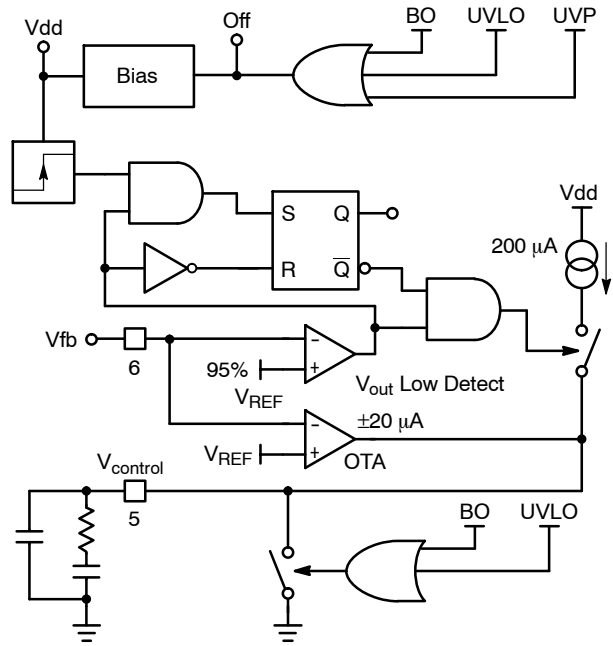 BO UVLO UVP
Off
Vdd
Bias
Vdd
S Q
200 μA
R Q̅
Vfb
6
95%
VREF
Vout Low Detect
±20 μA
VREF
OTA
Vcontrol
5
BO UVLO
- +
- +